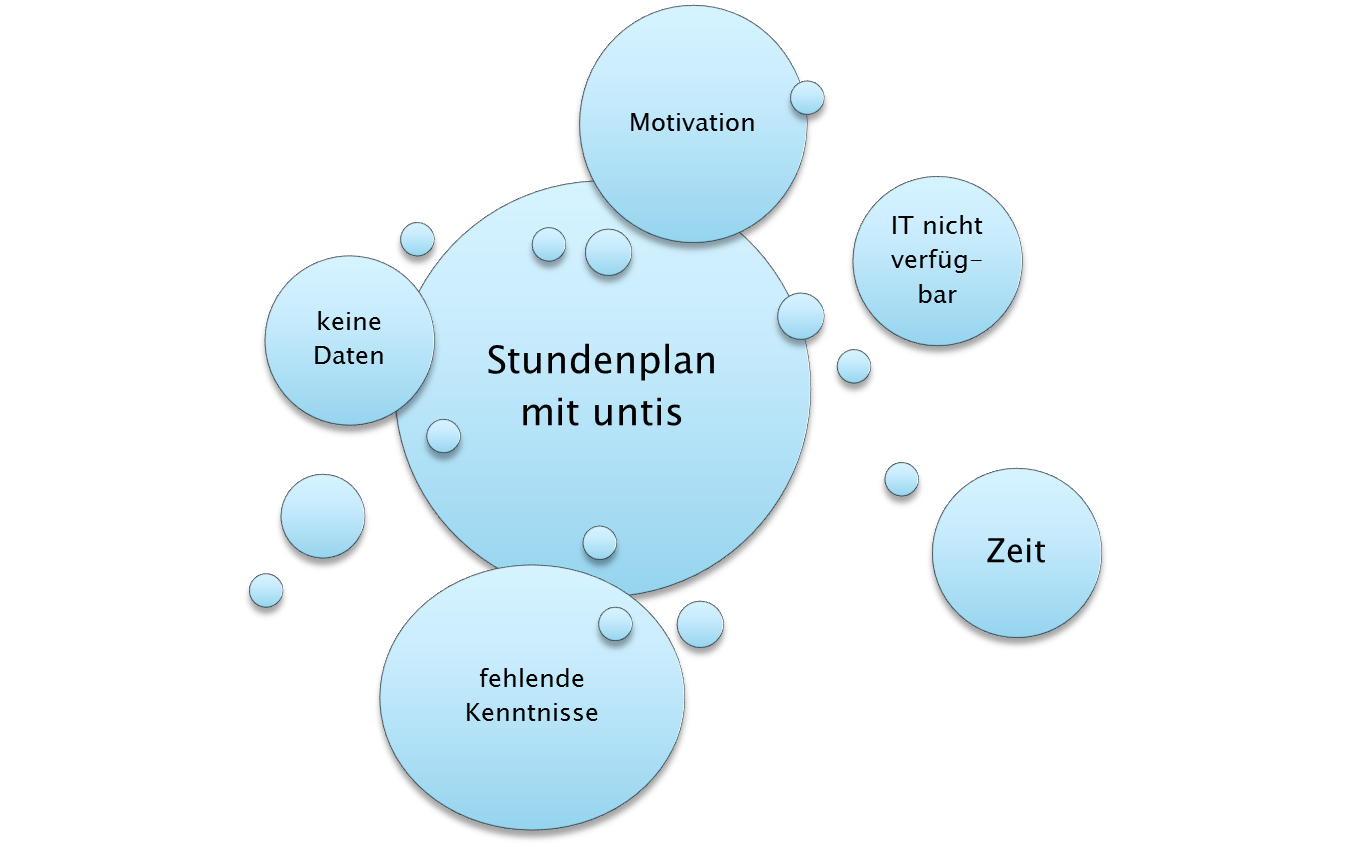 Motivation
IT nicht
verfüg-
bar
keine
Daten
Stundenplan
mit untis
Zeit
fehlende
Kenntnisse